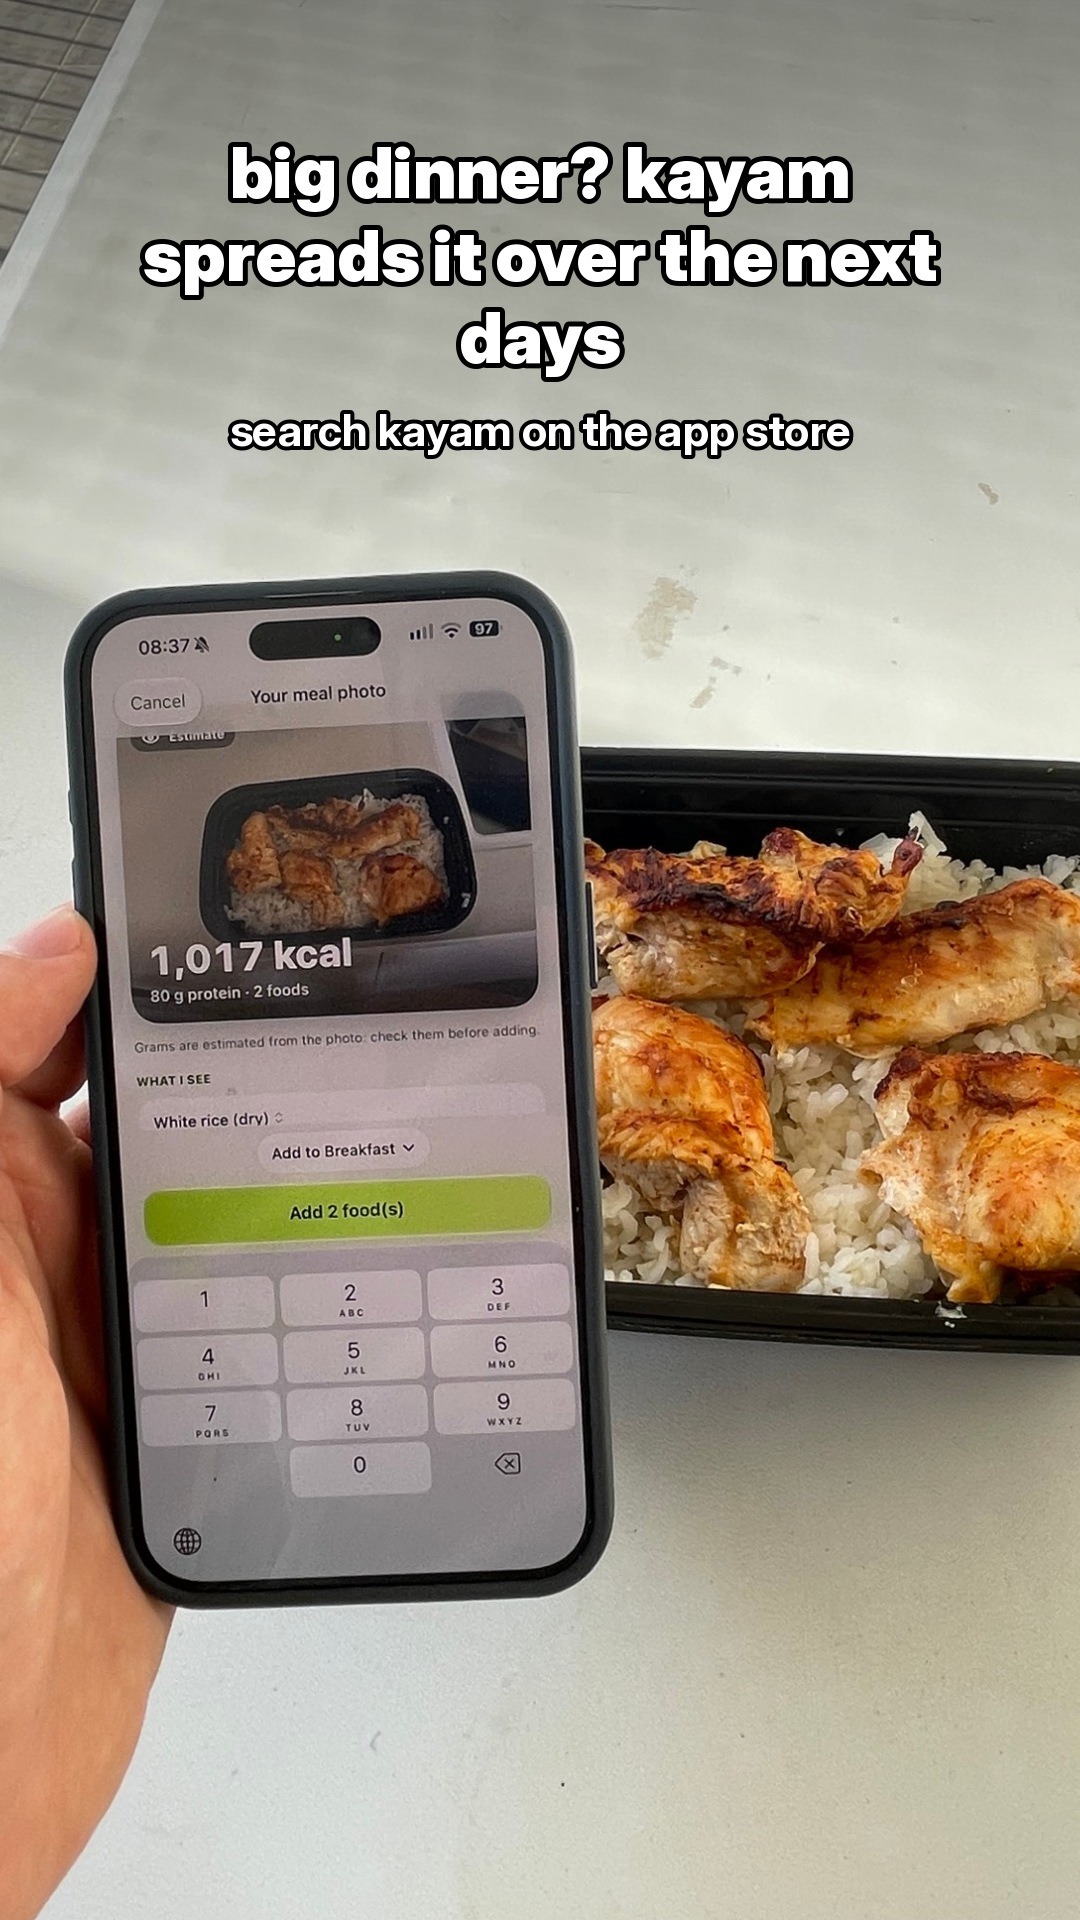 big dinner? kayam
spreads it over the next
days
search kayam on the app store
08:37
97
Cancel
Your meal photo
Estimate
1,017 kcal
80 g protein · 2 foods
Grams are estimated from the photo: check them before adding.
WHAT I SEE
White rice (dry)
Add to Breakfast
Add 2 food(s)
1
2
ABC
3
DEF
4
GHI
5
JKL
6
MNO
7
PQRS
8
TUV
9
WXYZ
.
0